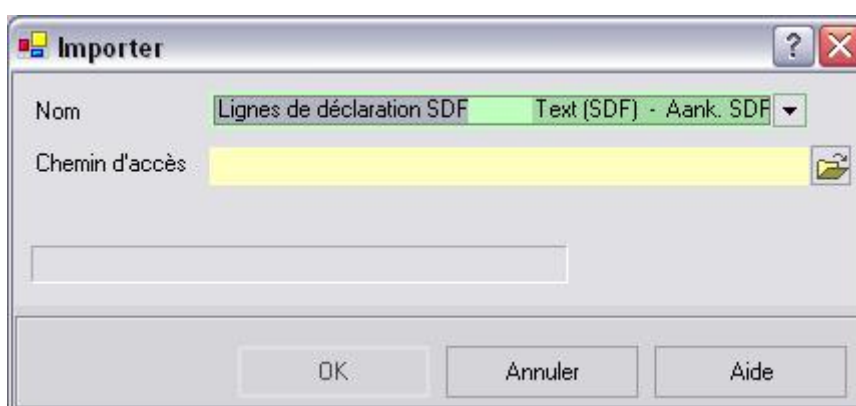 Importer
Nom Lignes de déclaration SDF Text (SDF) - Aank. SDF
Chemin d'accès
OK Annuler Aide